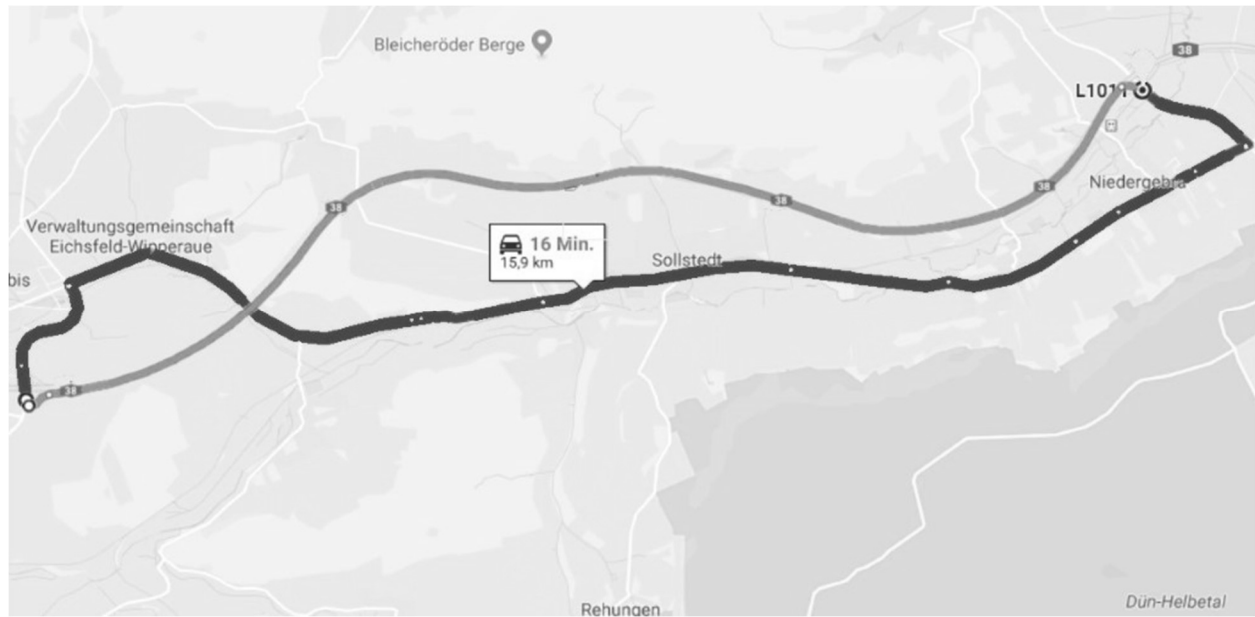 Bleicheröder Berge
38
L1011
Niedergebra
38
38
38
Verwaltungsgemeinschaft
Eichsfeld-Wipperaue
16 Min.
15,9 km
Sollstedt
bis
38
Rehungen
Dün-Helbetal